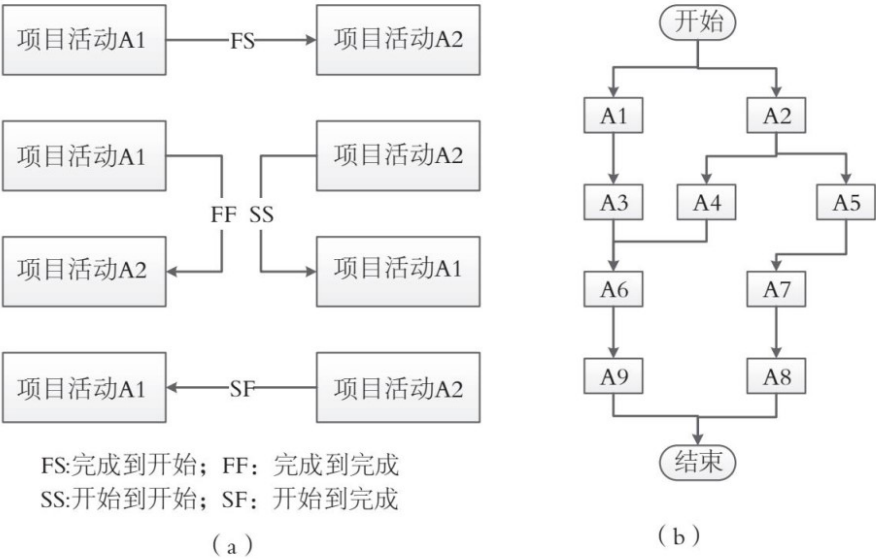 项目活动A1
FS
项目活动A2
项目活动A1
项目活动A2
FF
SS
项目活动A2
项目活动A1
项目活动A1
SF
项目活动A2
FS:完成到开始；FF：完成到完成
SS:开始到开始；SF：开始到完成
（a）
开始
A1
A2
A3
A4
A5
A6
A7
A9
A8
结束
（b）